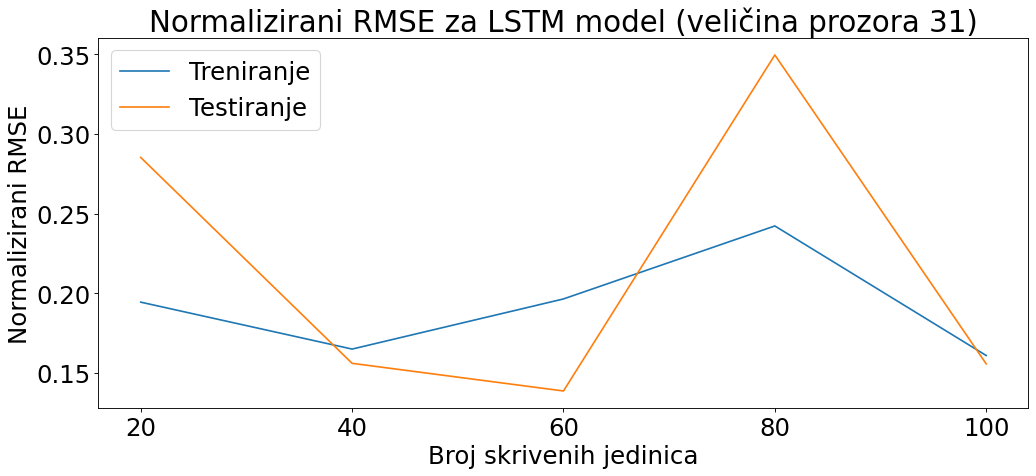 Normalizirani RMSE za LSTM model (veličina prozora 31)
Treniranje
Testiranje
Normalizirani RMSE
0.35
0.30
0.25
0.20
0.15
20 40 60 80 100
Broj skrivenih jedinica